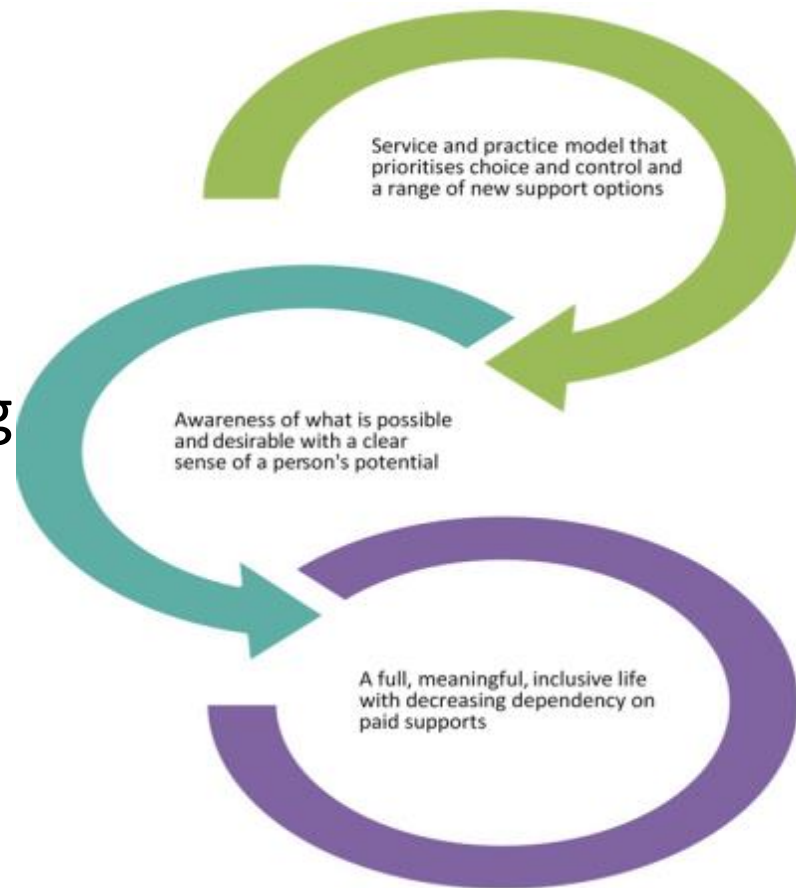 Service and practice model that
prioritises choice and control and
a range of new support options
g
Awareness of what is possible
and desirable with a clear
sense of a person's potential
A full, meaningful, inclusive life
with decreasing dependency on
paid supports